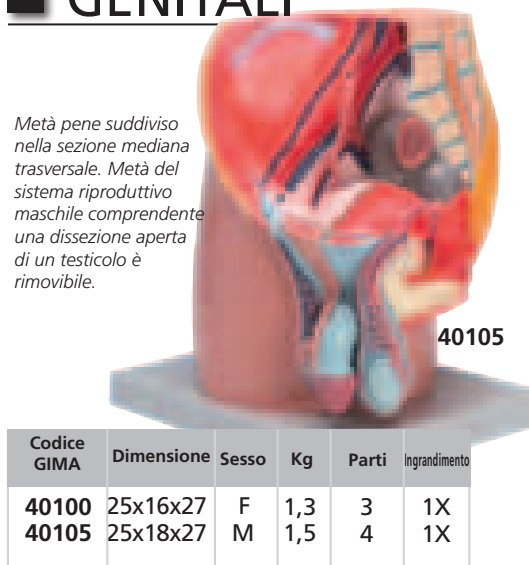 GENITALI
Metà pene suddiviso
nella sezione mediana
trasversale. Metà del
sistema riproduttivo
maschile comprendente
una dissezione aperta
di un testicolo è
rimovibile.
40105
Codice GIMA Dimensione Sesso Kg Parti Ingrandimento
40100 25x16x27 F 1,3 3 1X
40105 25x18x27 M 1,5 4 1X